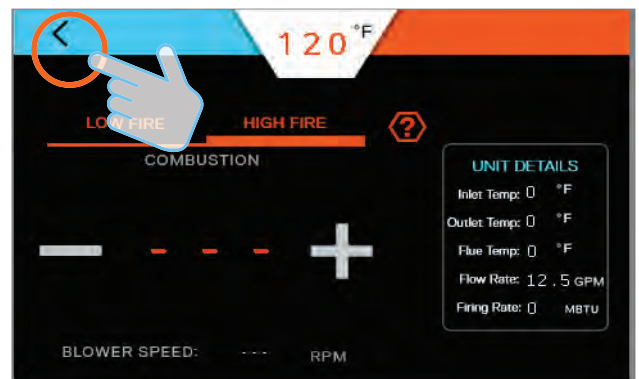 120 °F
LOW FIRE HIGH FIRE ?
COMBUSTION
- - -
BLOWER SPEED: --- RPM
UNIT DETAILS
Inlet Temp: 0 °F
Outlet Temp: 0 °F
Flue Temp: 0 °F
Flow Rate: 12.5 GPM
Firing Rate: 0 MBTU